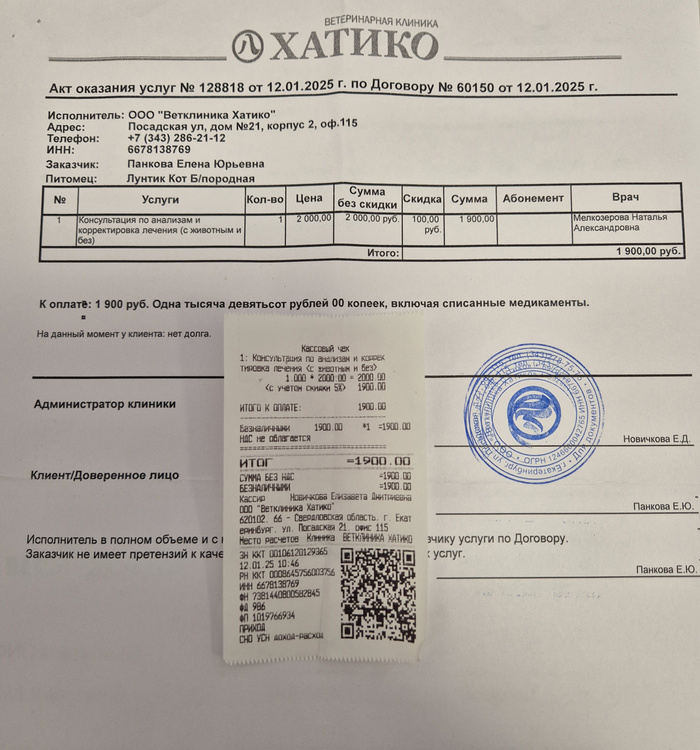 ВЕТЕРИНАРНАЯ КЛИНИКА
ХАТИКО
Акт оказания услуг № 128818 от 12.01.2025 г. по Договору № 60150 от 12.01.2025 г.
Исполнитель: ООО "Ветклиника Хатико"
Адрес: Посадская ул, дом №21, корпус 2, оф.115
Телефон: +7 (343) 286-21-12
ИНН: 6678138769
Заказчик: Панкова Елена Юрьевна
Питомец: Лунтик Кот Б/породная
№ Услуги Кол-во Цена Сумма без скидки Скидка Сумма Абонемент Врач
1 Консультация по анализам и корректировка лечения (с животным и без) 1 2 000,00 2 000,00 руб. 100,00 руб. 1 900,00 Мелкозерова Наталья Александровна
Итого: 1 900,00 руб.
К оплате: 1 900 руб. Одна тысяча девятьсот рублей 00 копеек, включая списанные медикаменты.
На данный момент у клиента: нет долга.
Администратор клиники
Новичкова Е.Д.
Клиент/Доверенное лицо
Панкова Е.Ю.
Исполнитель в полном объеме и с чику услуги по Договору.
Заказчик не имеет претензий к каче услуг.
Панкова Е.Ю.
Кассовый чек
1: Консультация по анализам и коррек
тировка лечения (с животным и без)
1.000 * 2000.00 = 2000.00
(с учетом скидки 5%) 1900.00
ИТОГО К ОПЛАТЕ: 1900.00
Безналичными 1900.00 *1 =1900.00
НДС не облагается
ИТОГ =1900.00
СУММА БЕЗ НДС =1900.00
БЕЗНАЛИЧНЫМИ =1900.00
Кассир Новичкова Елизавета Дмитриевна
ООО "Ветклиника Хатико"
620102, 66 - Свердловская область, г. Екат
еринбург, ул. Посадская 21, офис 115
Место расчетов Клиника ВЕТКЛИНИКА ХАТИКО
ЗН ККТ 00106120129365
12.01.25 10:46
РН ККТ 0008645756003756
ИНН 6678138769
ФН 7381440800582845
ФД 986
ФП 1019766934
ПРИХОД
СНО УСН доход-расход